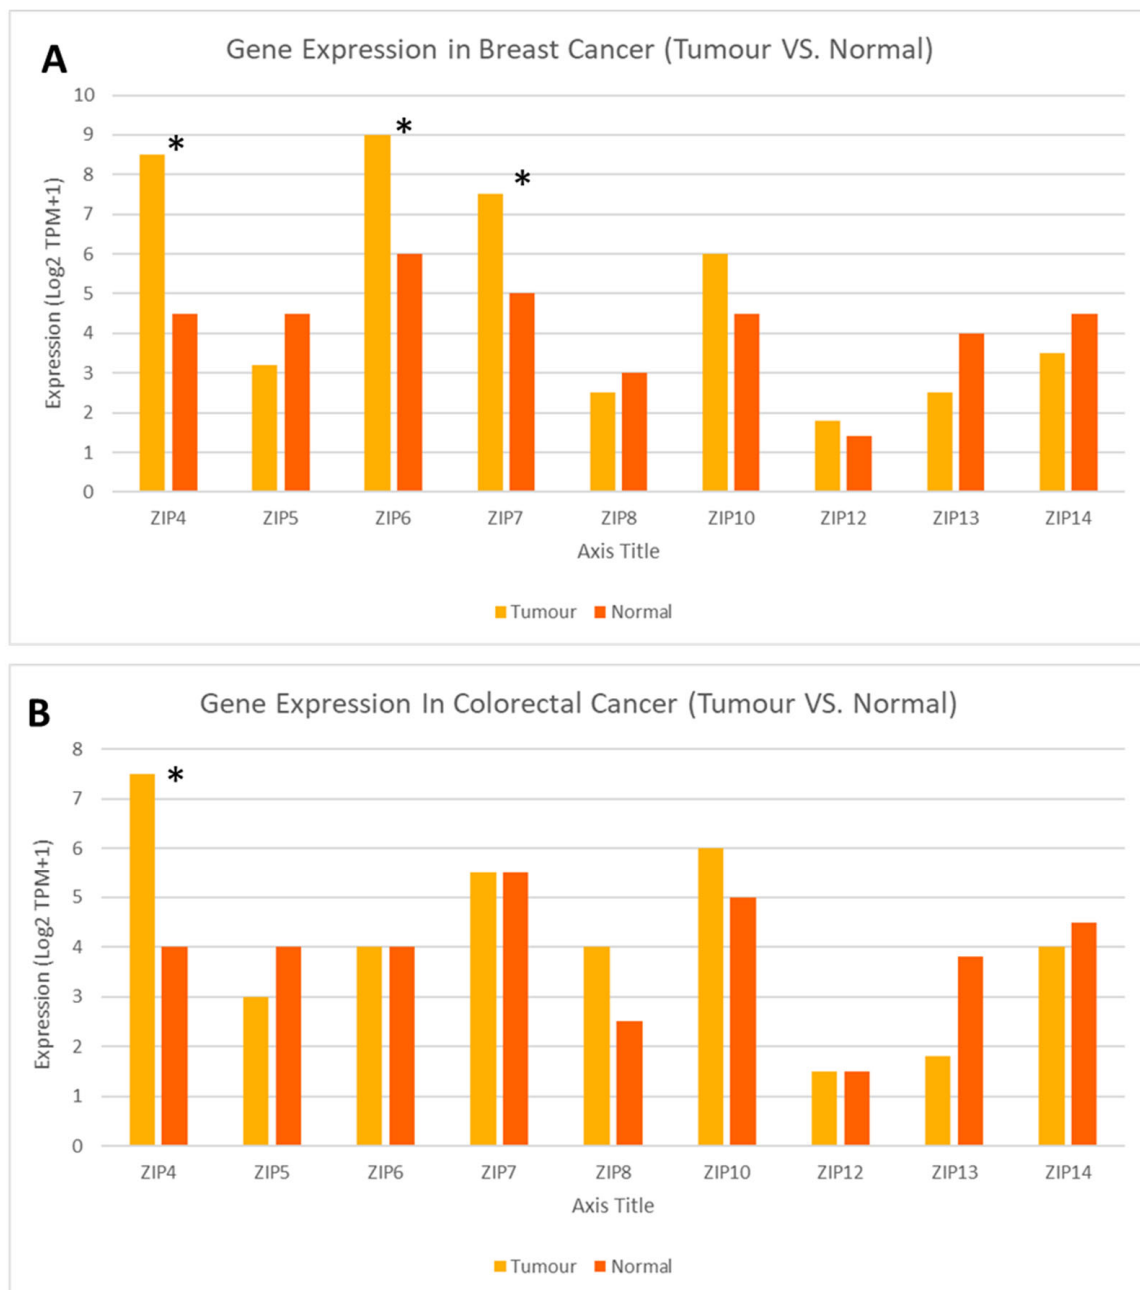 A
Gene Expression in Breast Cancer (Tumour VS. Normal)
10
9
8
7
6
5
4
3
2
1
0
Expression (Log2 TPM+1)
*
*
*
ZIP4 ZIP5 ZIP6 ZIP7 ZIP8 ZIP10 ZIP12 ZIP13 ZIP14
Axis Title
Tumour Normal
B
Gene Expression In Colorectal Cancer (Tumour VS. Normal)
8
7
6
5
4
3
2
1
0
Expression (Log2 TPM+1)
*
ZIP4 ZIP5 ZIP6 ZIP7 ZIP8 ZIP10 ZIP12 ZIP13 ZIP14
Axis Title
Tumour Normal